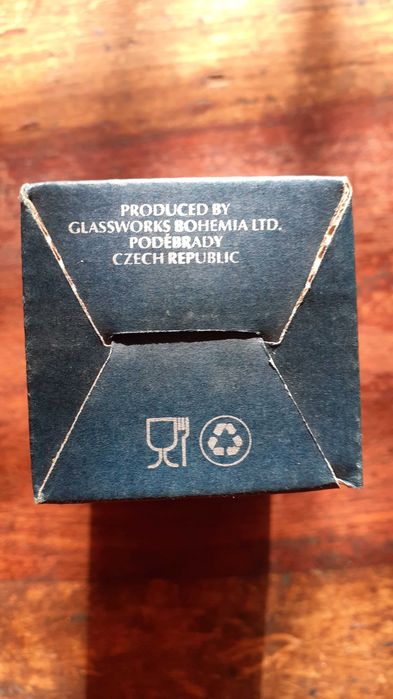 PRODUCED BY
GLASSWORKS BOHEMIA LTD.
PODĚBRADY
CZECH REPUBLIC